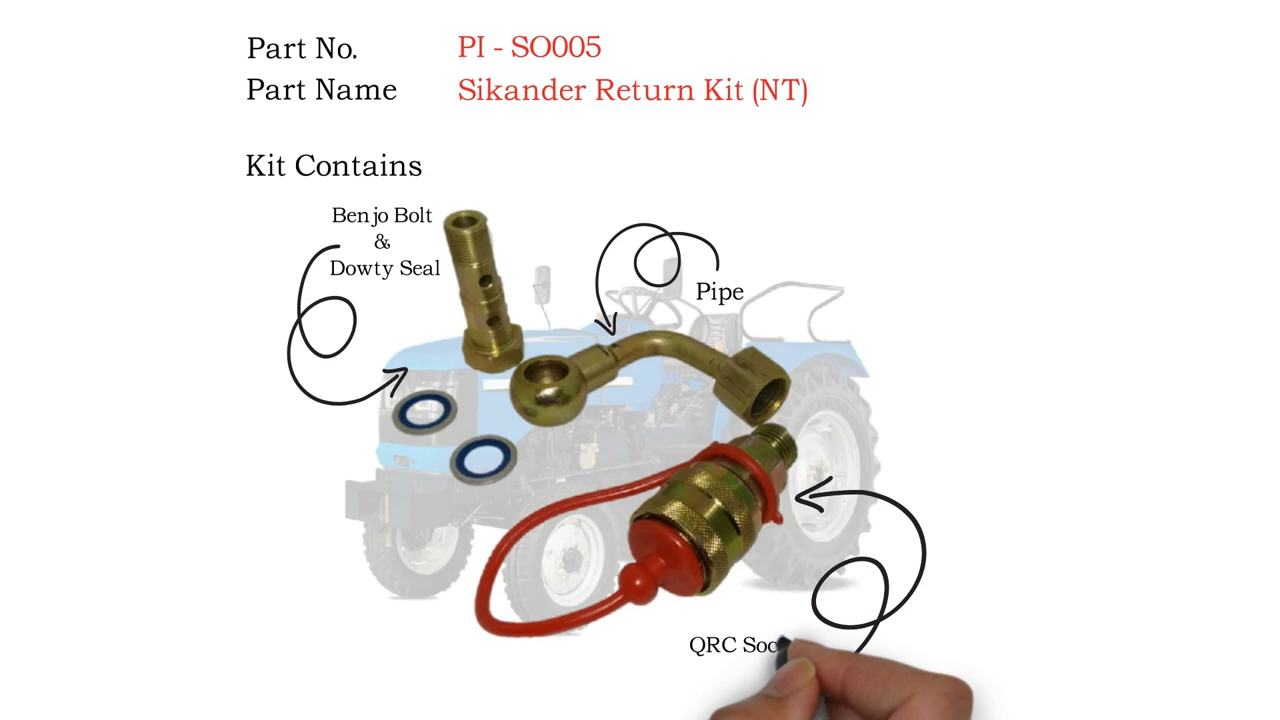 Part No. PI - SO005
Part Name Sikander Return Kit (NT)
Kit Contains
Benjo Bolt
&
Dowty Seal
Pipe
QRC Soc